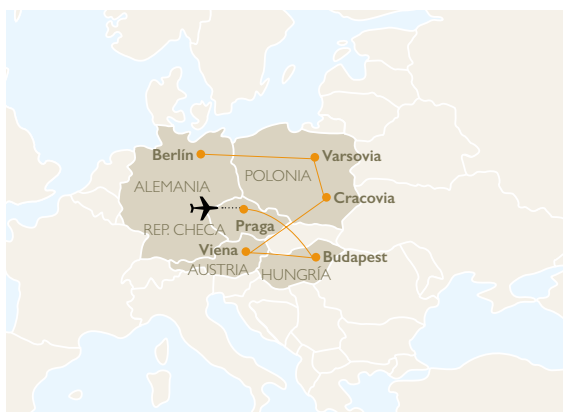 Berlín
Varsovia
POLONIA
ALEMANIA
Cracovia
REP. CHECA
Praga
Viena
Budapest
AUSTRIA
HUNGRÍA